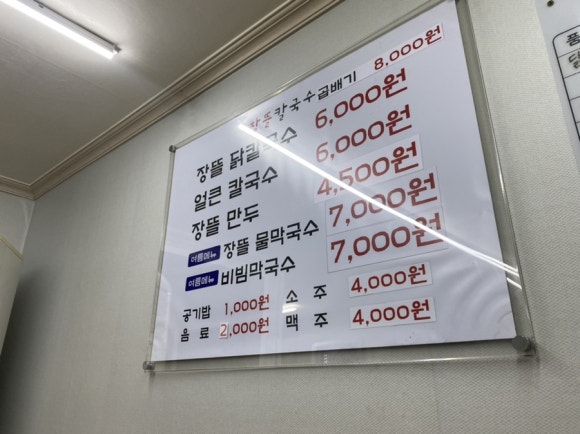 장뜰칼국수곱배기 8,000원
장뜰 닭칼국수 6,000원
얼큰 칼국수 6,000원
장뜰 만두 4,500원
여름메뉴 장뜰 물막국수 7,000원
여름메뉴 비빔막국수 7,000원
공기밥 1,000원 소 주 4,000원
음 료 2,000원 맥 주 4,000원
품